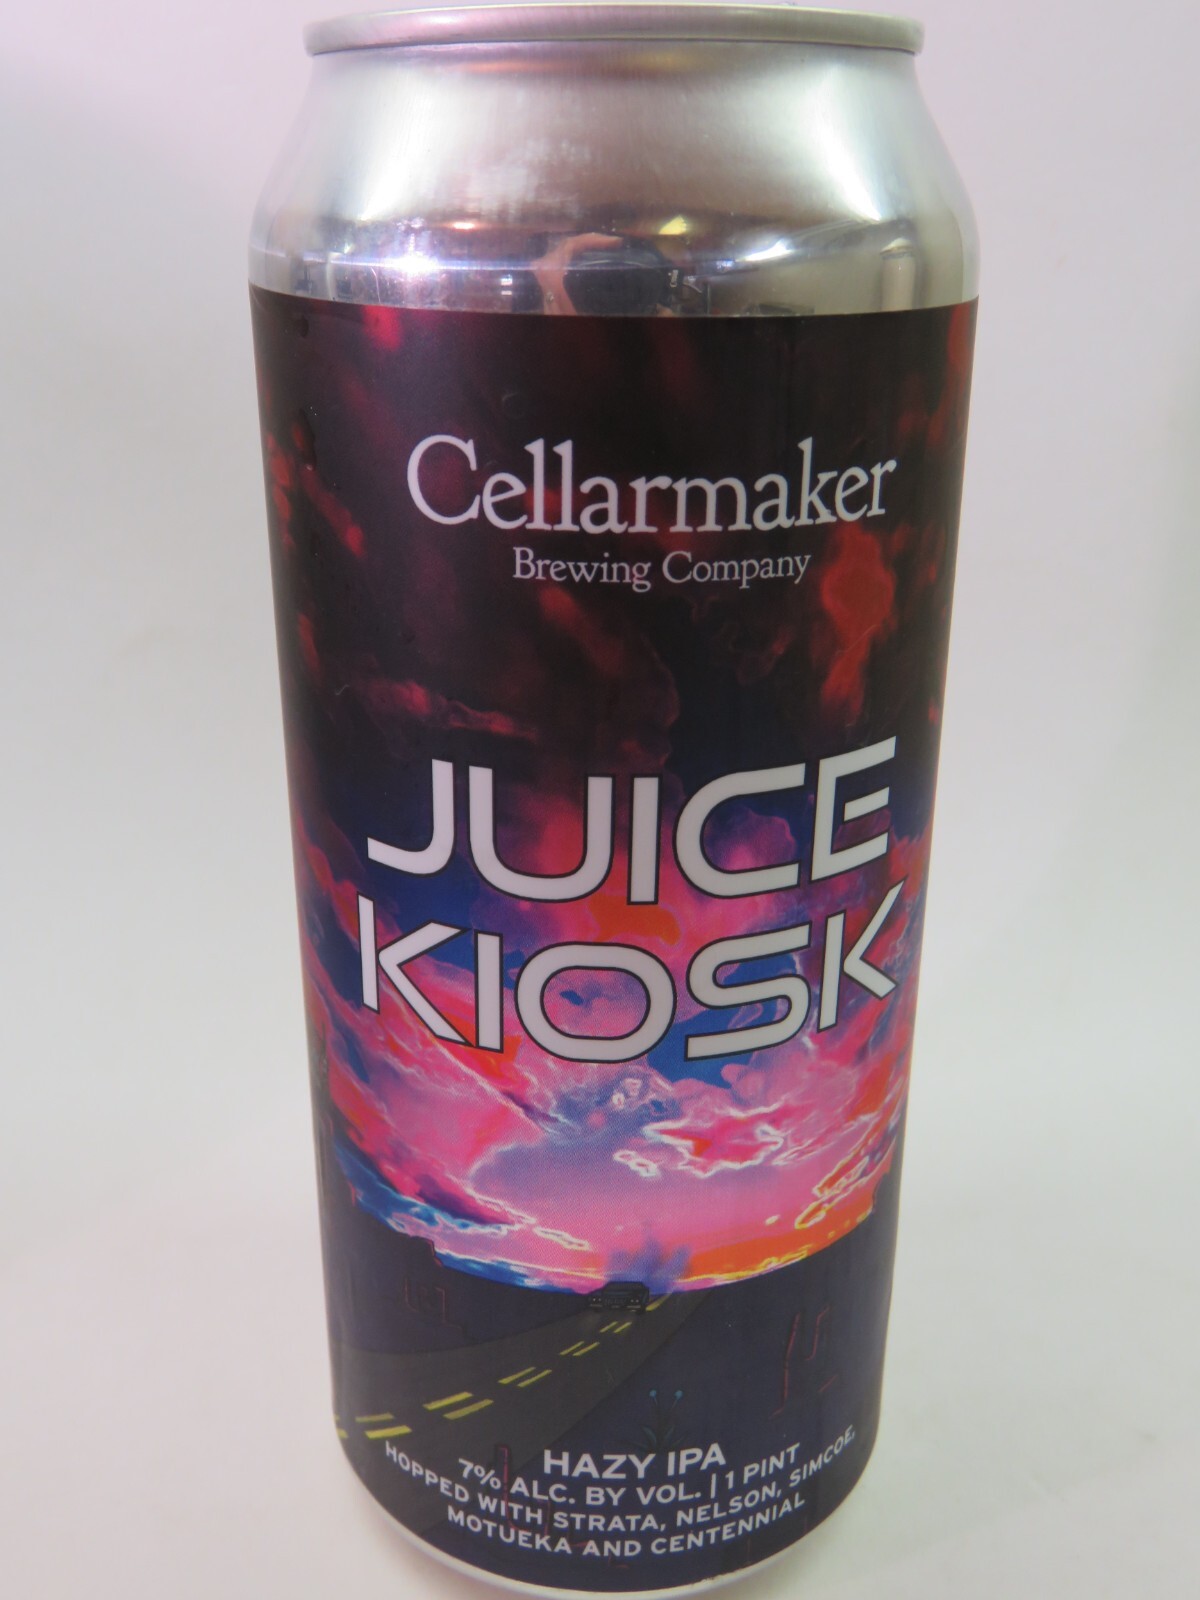 Cellarmaker
Brewing Company
JUICE
KIOSK
HAZY IPA
7% ALC. BY VOL. | 1 PINT
HOPPED WITH STRATA, NELSON, SIMCOE,
MOTUEKA AND CENTENNIAL